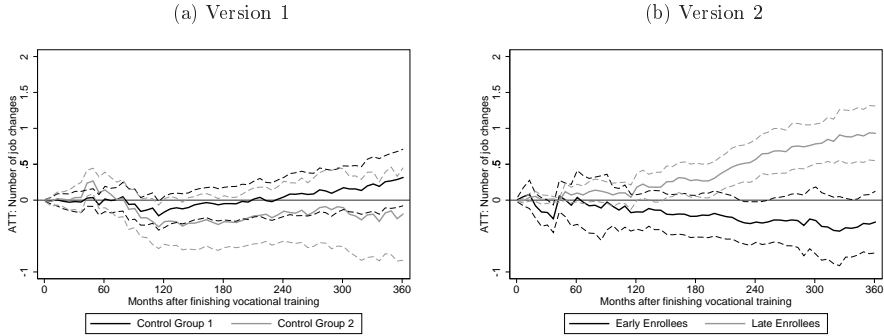 (a) Version 1
ATT: Number of job changes
2
1.5
1
.5
0
-1
0 60 120 180 240 300 360
Months after finishing vocational training
Control Group 1 Control Group 2
(b) Version 2
ATT: Number of job changes
2
1.5
1
.5
0
-1
0 60 120 180 240 300 360
Months after finishing vocational training
Early Enrollees Late Enrollees